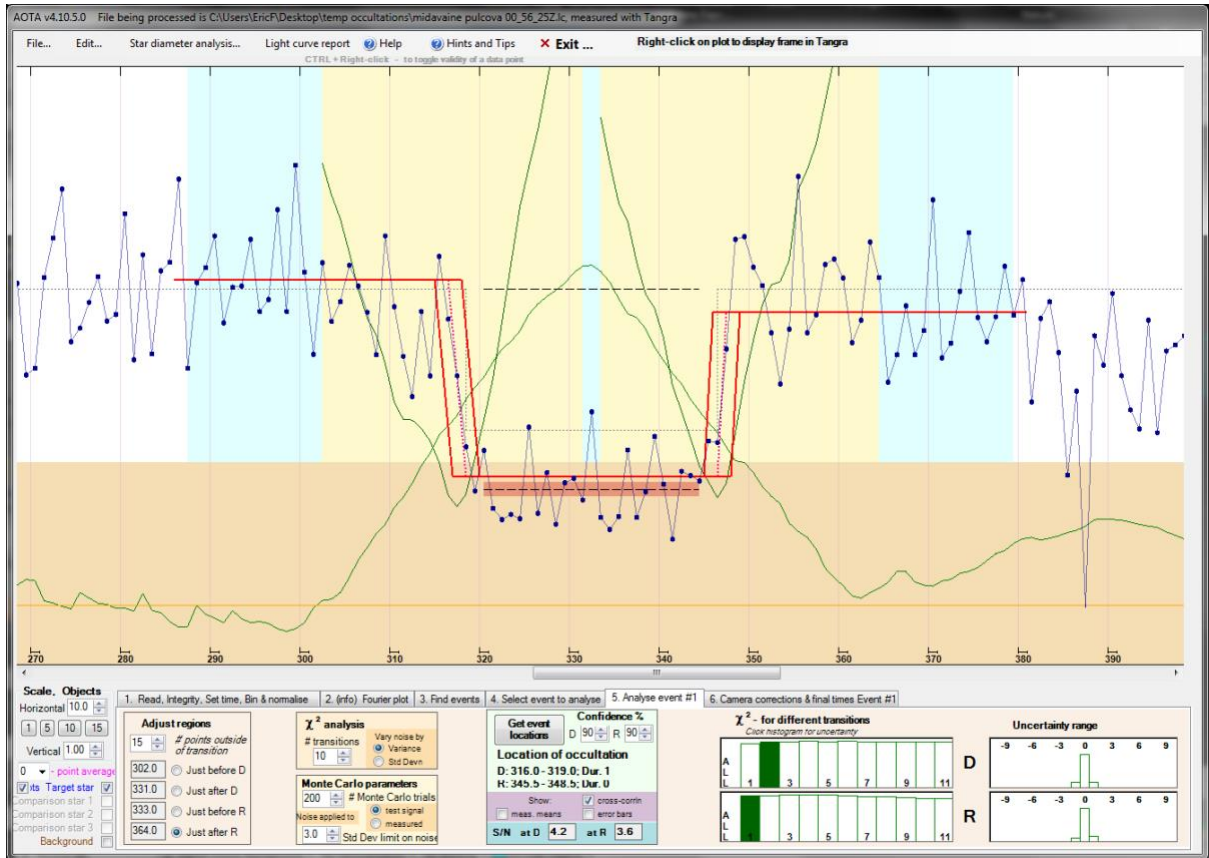 AOTA v4.10.5.0 File being processed is C:\Users\EricF\Desktop\temp occultations\midavaine pulcova 00_56_25Z.lc, measured with Tangra
File... Edit... Star diameter analysis... Light curve report Help Hints and Tips Exit ... Right-click on plot to display frame in Tangra
CTRL + Right-click - to toggle validity of a data point
270 280 290 300 310 320 330 340 350 360 370 380 390
Scale, Objects
Horizontal 10.0
1 5 10 15
Vertical 1.00
0 - point average
Target star
Comparison star 1
Comparison star 2
Comparison star 3
Background
1. Read, Integrity, Set time, Bin & normalise 2. (info) Fourier plot 3. Find events 4. Select event to analyse 5. Analyse event #1 6. Camera corrections & final times Event #1
Adjust regions
15 # points outside of transition
302.0 Just before D
331.0 Just after D
333.0 Just before R
364.0 Just after R
χ² analysis
# transitions
10
Vary noise by
Variance
Std Devn
Monte Carlo parameters
200 # Monte Carlo trials
Noise applied to
test signal
measured
3.0 Std Dev limit on noise
Get event locations
Confidence %
D 90 R 90
Location of occultation
D: 316.0 - 319.0; Dur. 1
R: 345.5 - 348.5; Dur. 0
Show:
cross-corrln
meas. means
error bars
S/N at D 4.2 at R 3.6
χ² - for different transitions
Click histogram for uncertainty
ALL 1 3 5 7 9 11
D
ALL 1 3 5 7 9 11
R
Uncertainty range
-9 -6 -3 0 3 6 9
-9 -6 -3 0 3 6 9